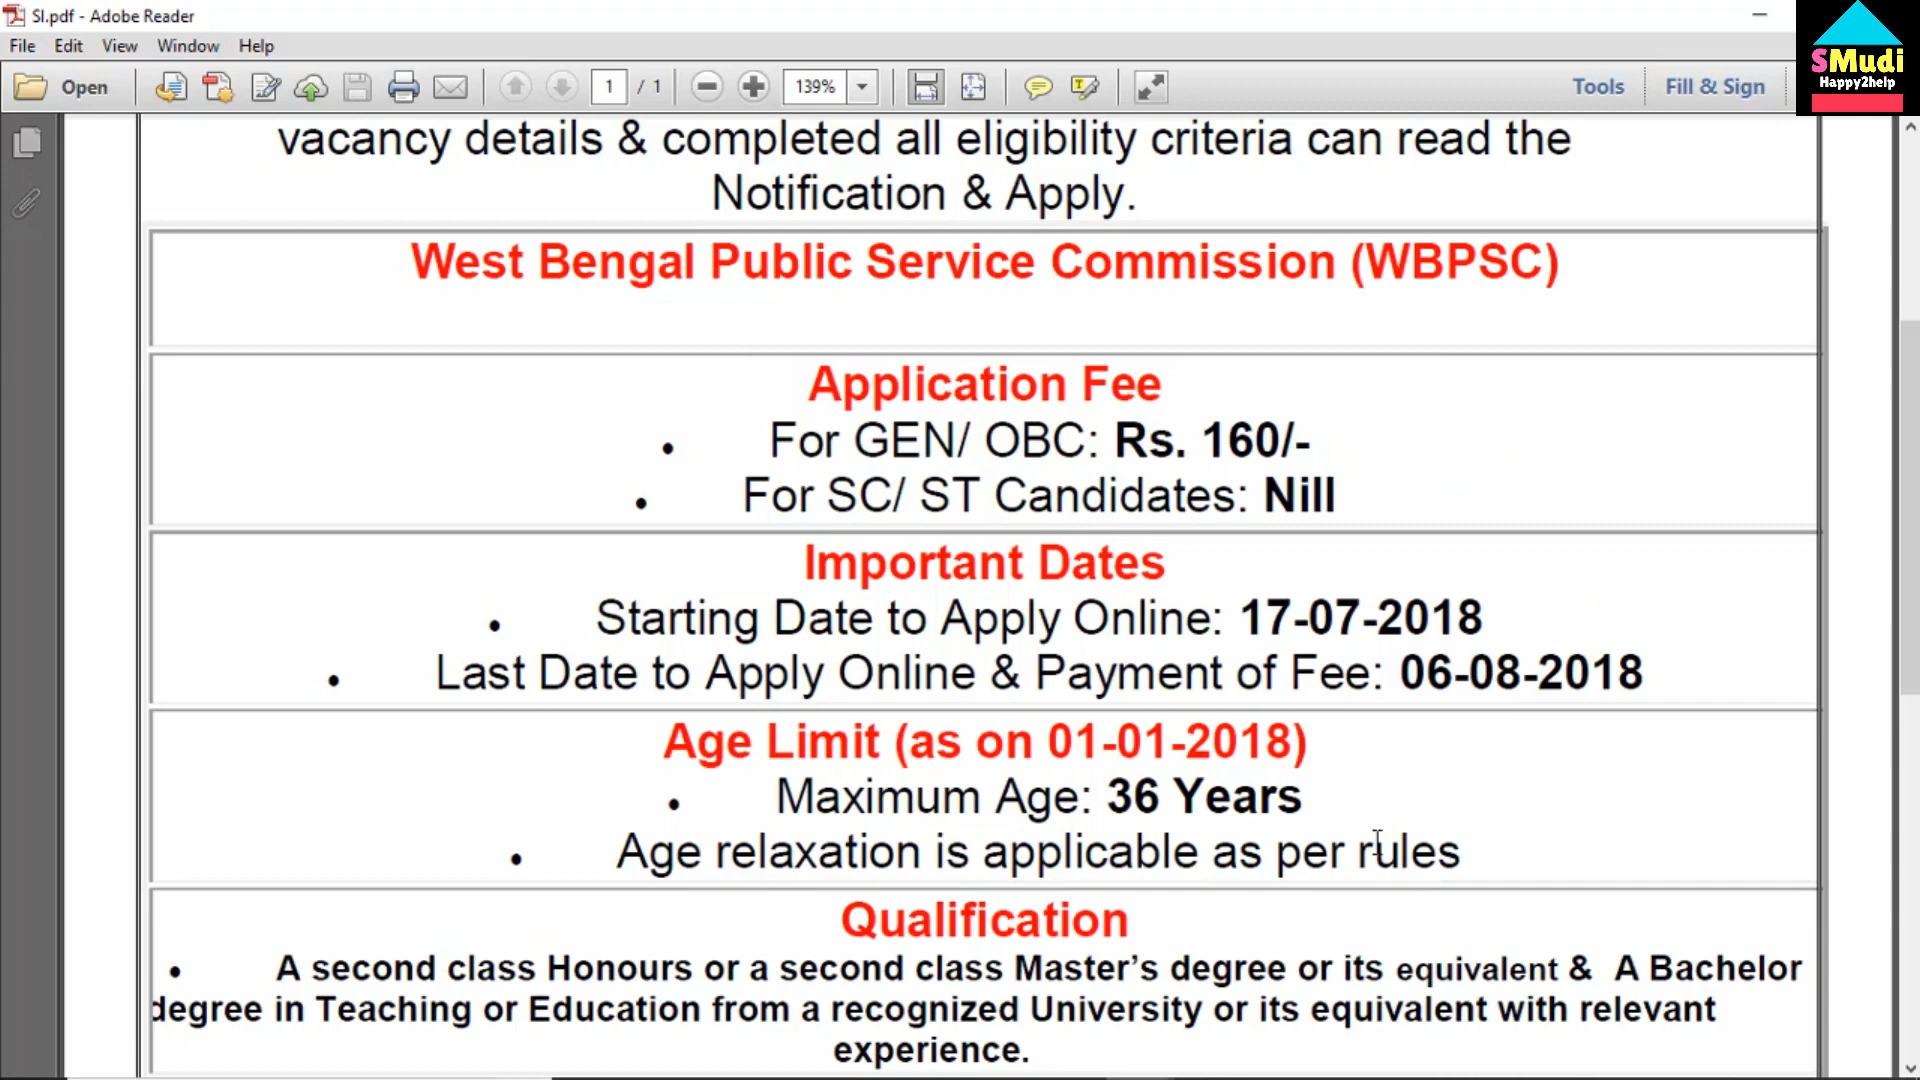 SI.pdf - Adobe Reader
File Edit View Window Help
Open 1 / 1 139% Tools Fill & Sign
SMudi
Happy2help
vacancy details & completed all eligibility criteria can read the
Notification & Apply.
West Bengal Public Service Commission (WBPSC)
Application Fee
• For GEN/ OBC: Rs. 160/-
• For SC/ ST Candidates: Nill
Important Dates
• Starting Date to Apply Online: 17-07-2018
• Last Date to Apply Online & Payment of Fee: 06-08-2018
Age Limit (as on 01-01-2018)
• Maximum Age: 36 Years
• Age relaxation is applicable as per rules
Qualification
• A second class Honours or a second class Master's degree or its equivalent & A Bachelor
degree in Teaching or Education from a recognized University or its equivalent with relevant
experience.